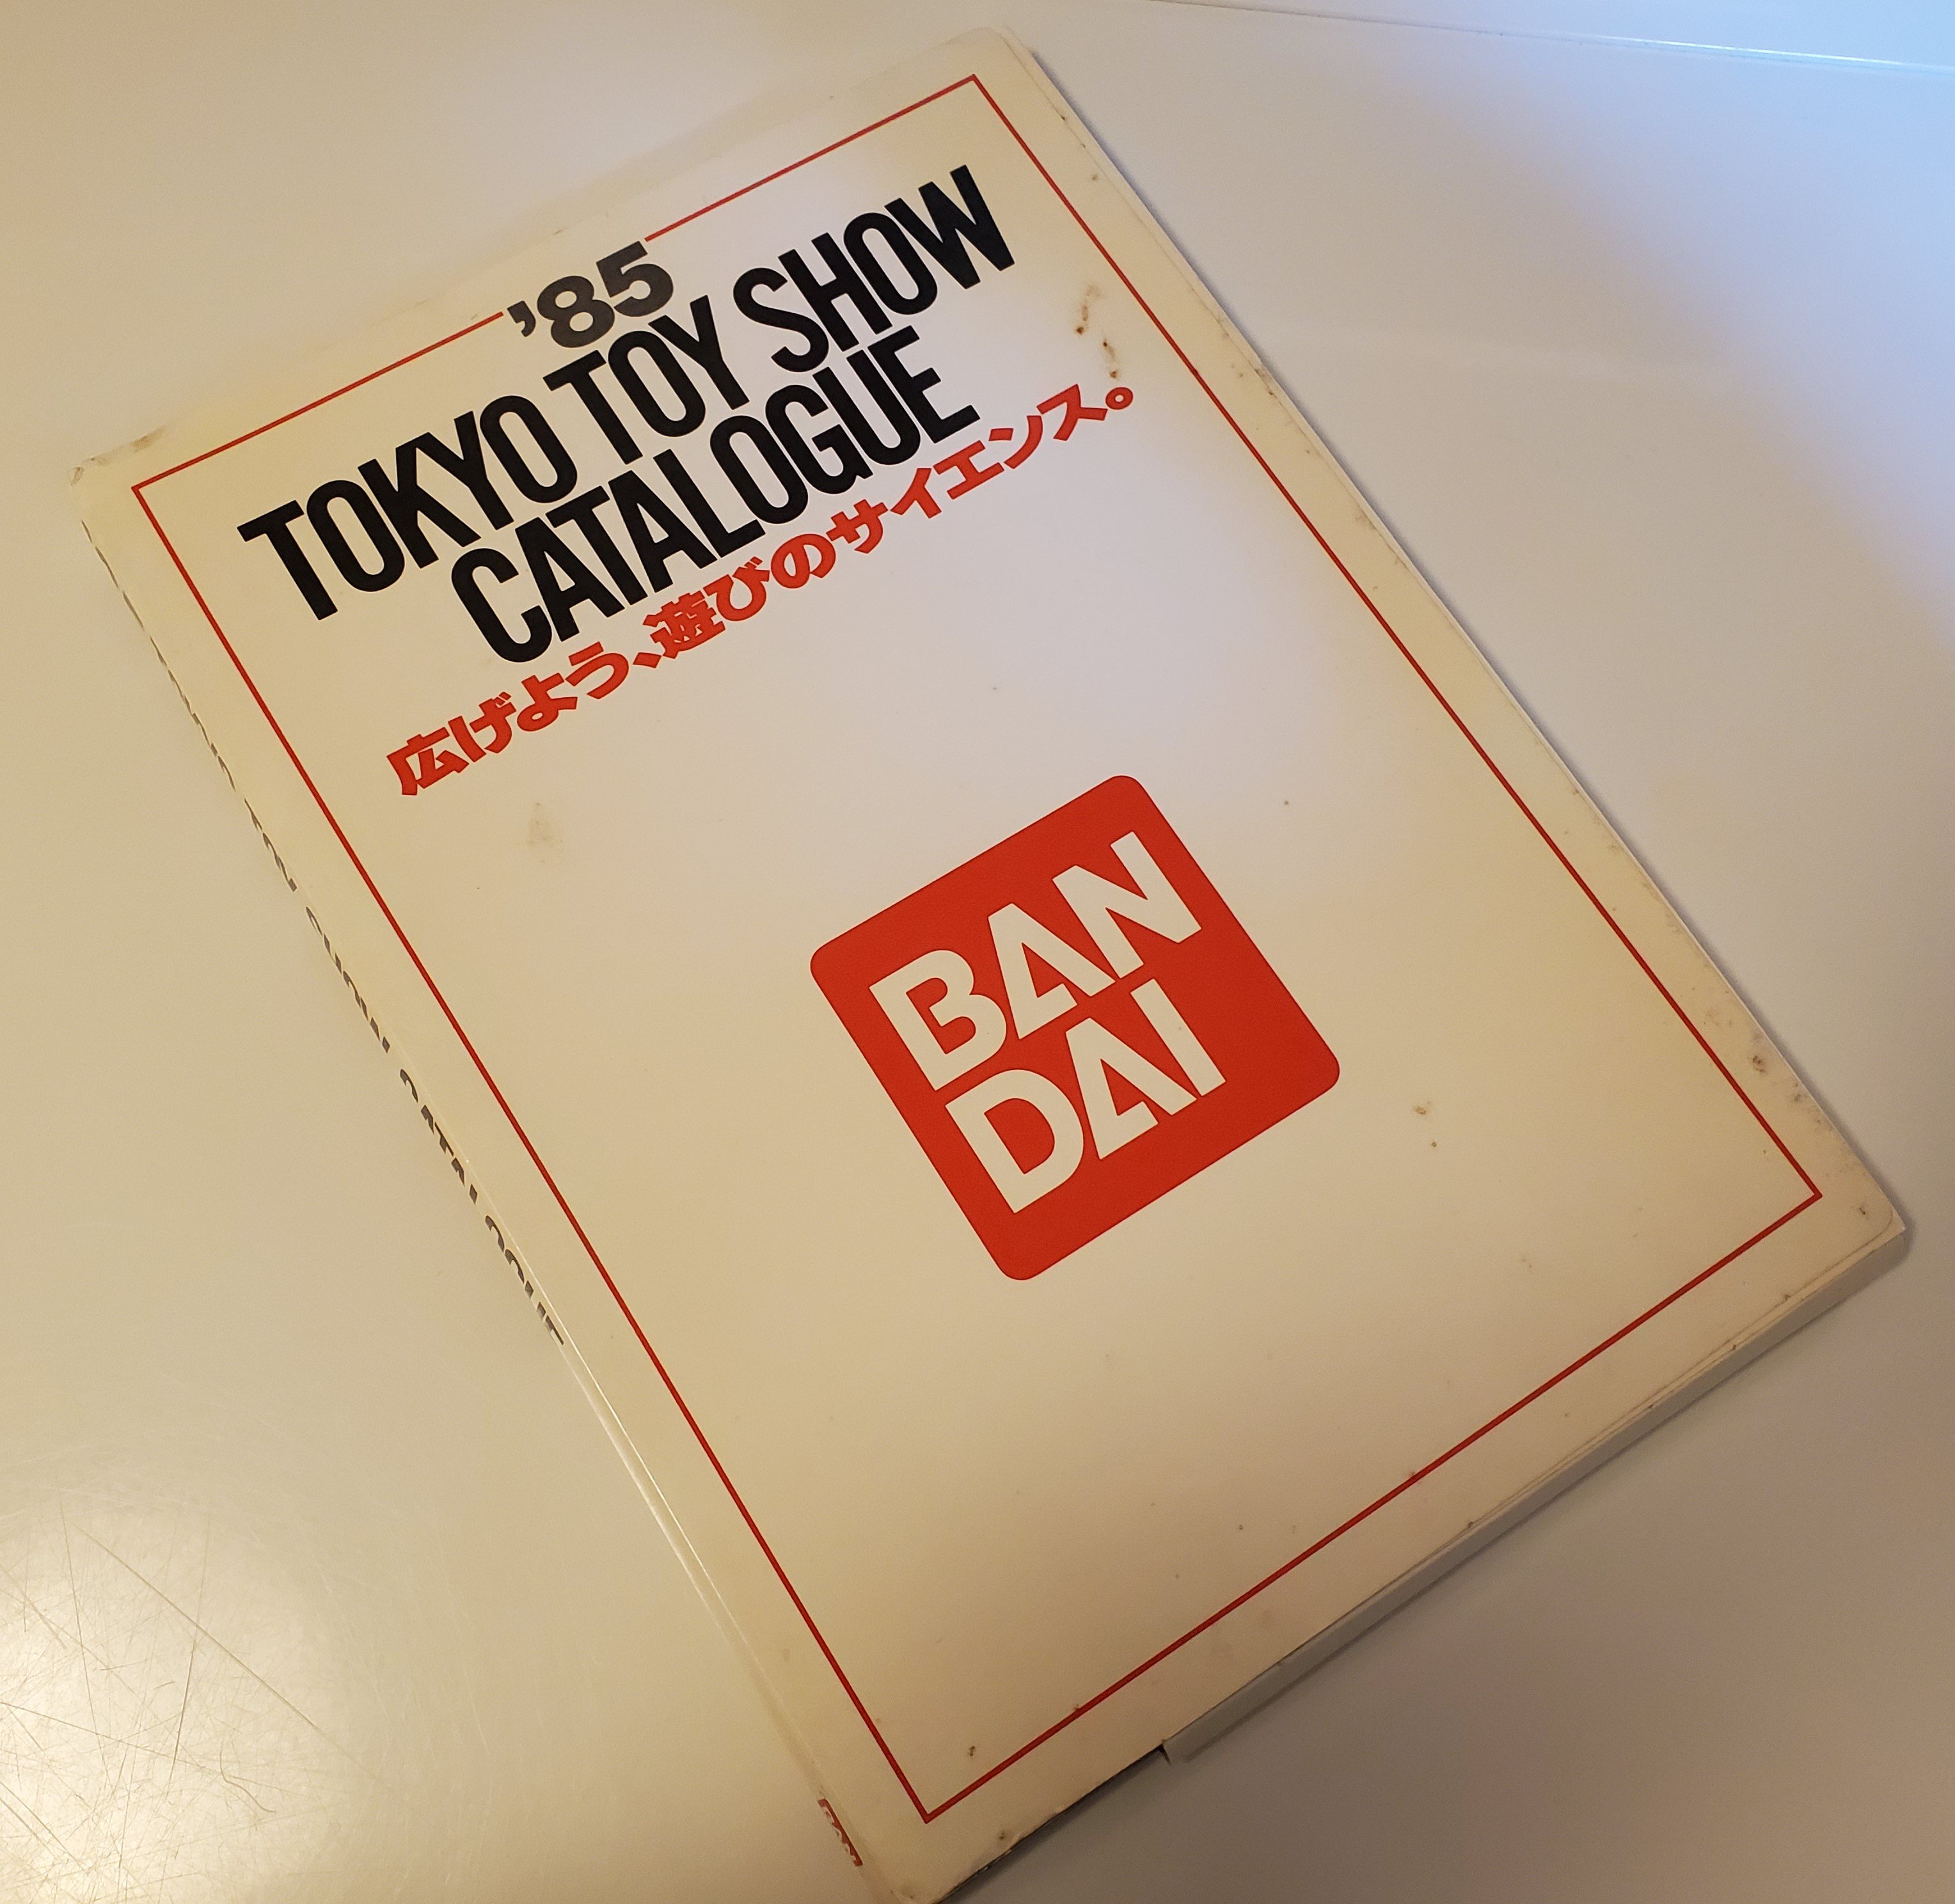 '85
TOKYO TOY SHOW
CATALOGUE
広げよう、遊びのサイエンス。
BAN
DAI